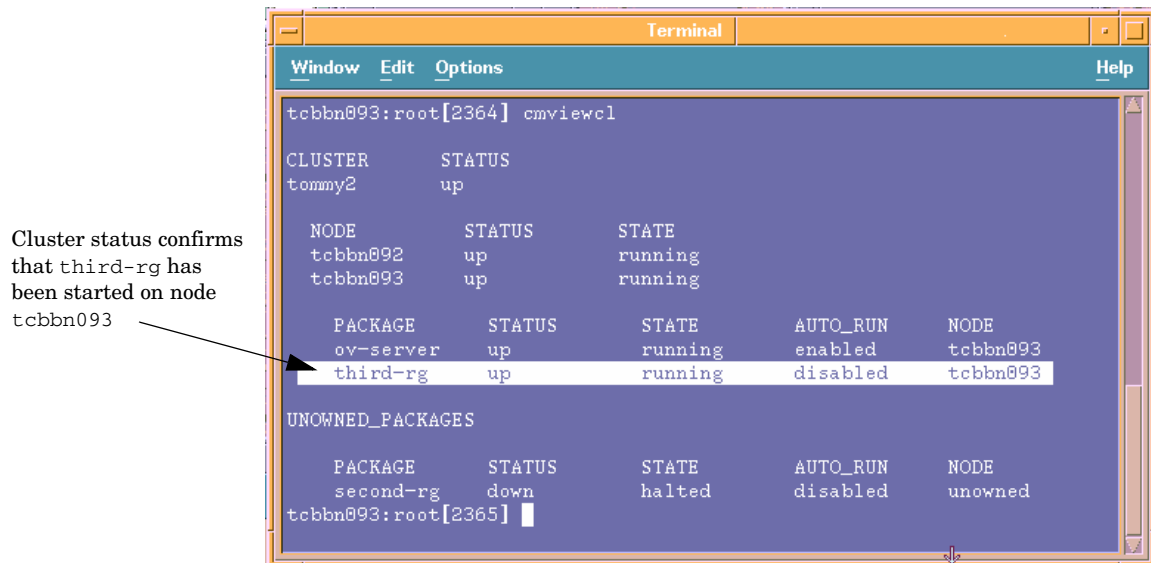 Terminal
Window Edit Options Help
tcbbn093:root[2364] cmviewcl
CLUSTER STATUS
tommy2 up
NODE STATUS STATE
tcbbn092 up running
tcbbn093 up running
PACKAGE STATUS STATE AUTO_RUN NODE
ov-server up running enabled tcbbn093
third-rg up running disabled tcbbn093
UNOWNED_PACKAGES
PACKAGE STATUS STATE AUTO_RUN NODE
second-rg down halted disabled unowned
tcbbn093:root[2365]
Cluster status confirms
that third-rg has
been started on node
tcbbn093